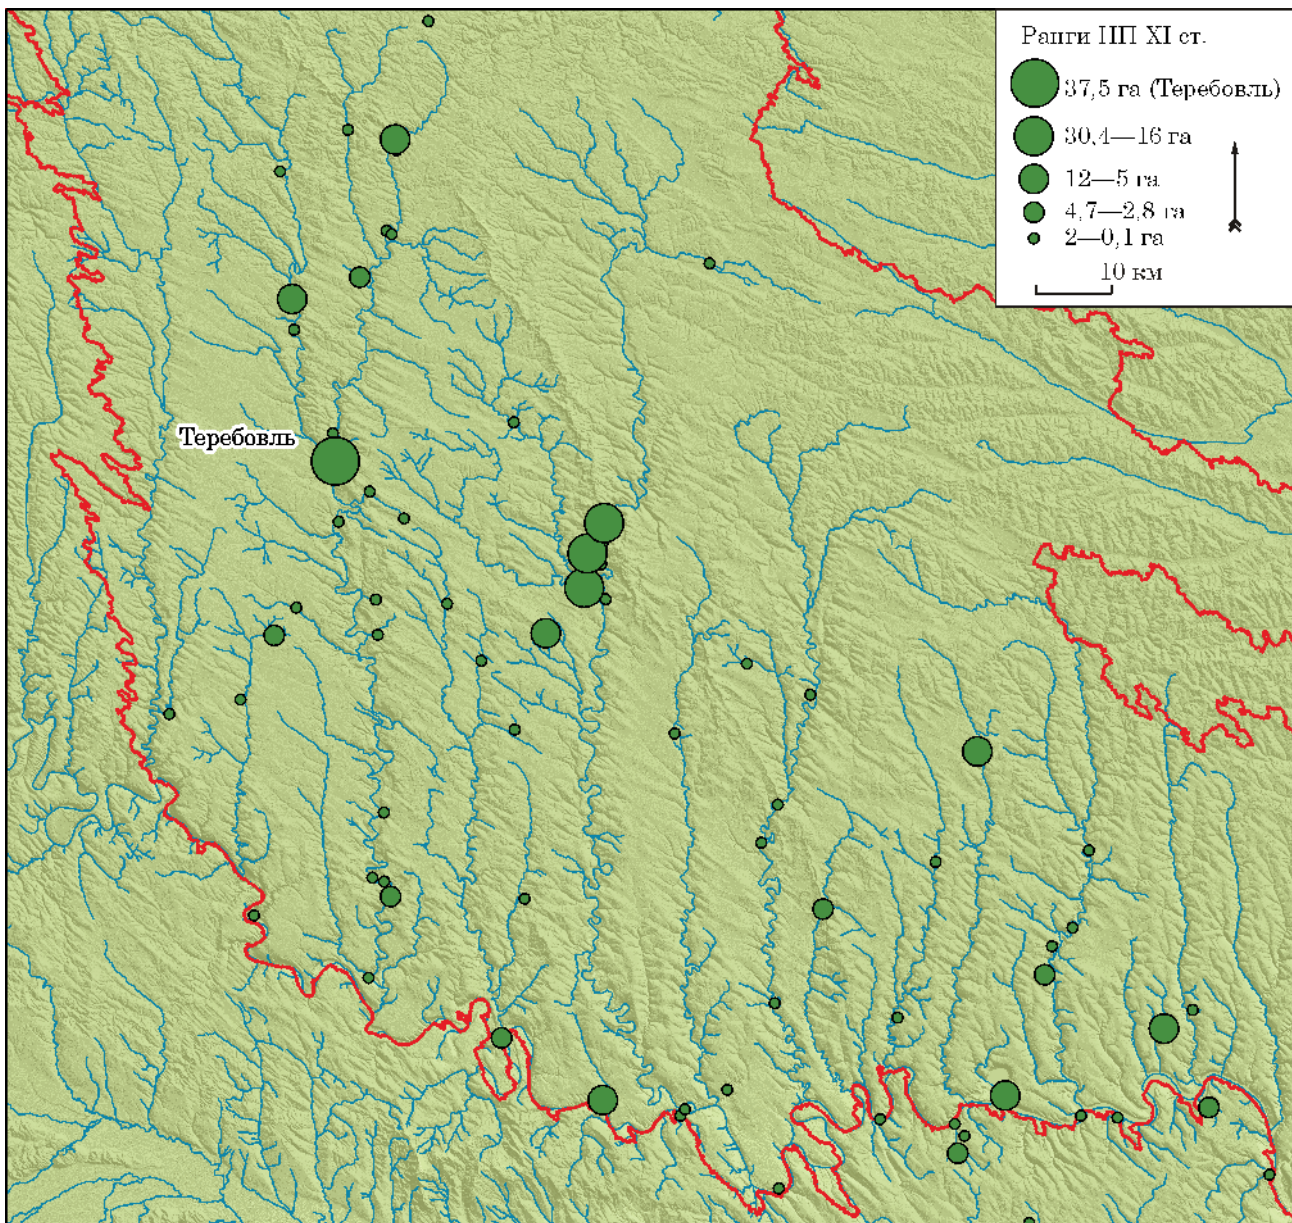 Ранги НП XI ст.
37,5 га (Теребовль)
30,4—16 га
12—5 га
4,7—2,8 га
2—0,1 га
10 км
Теребовль